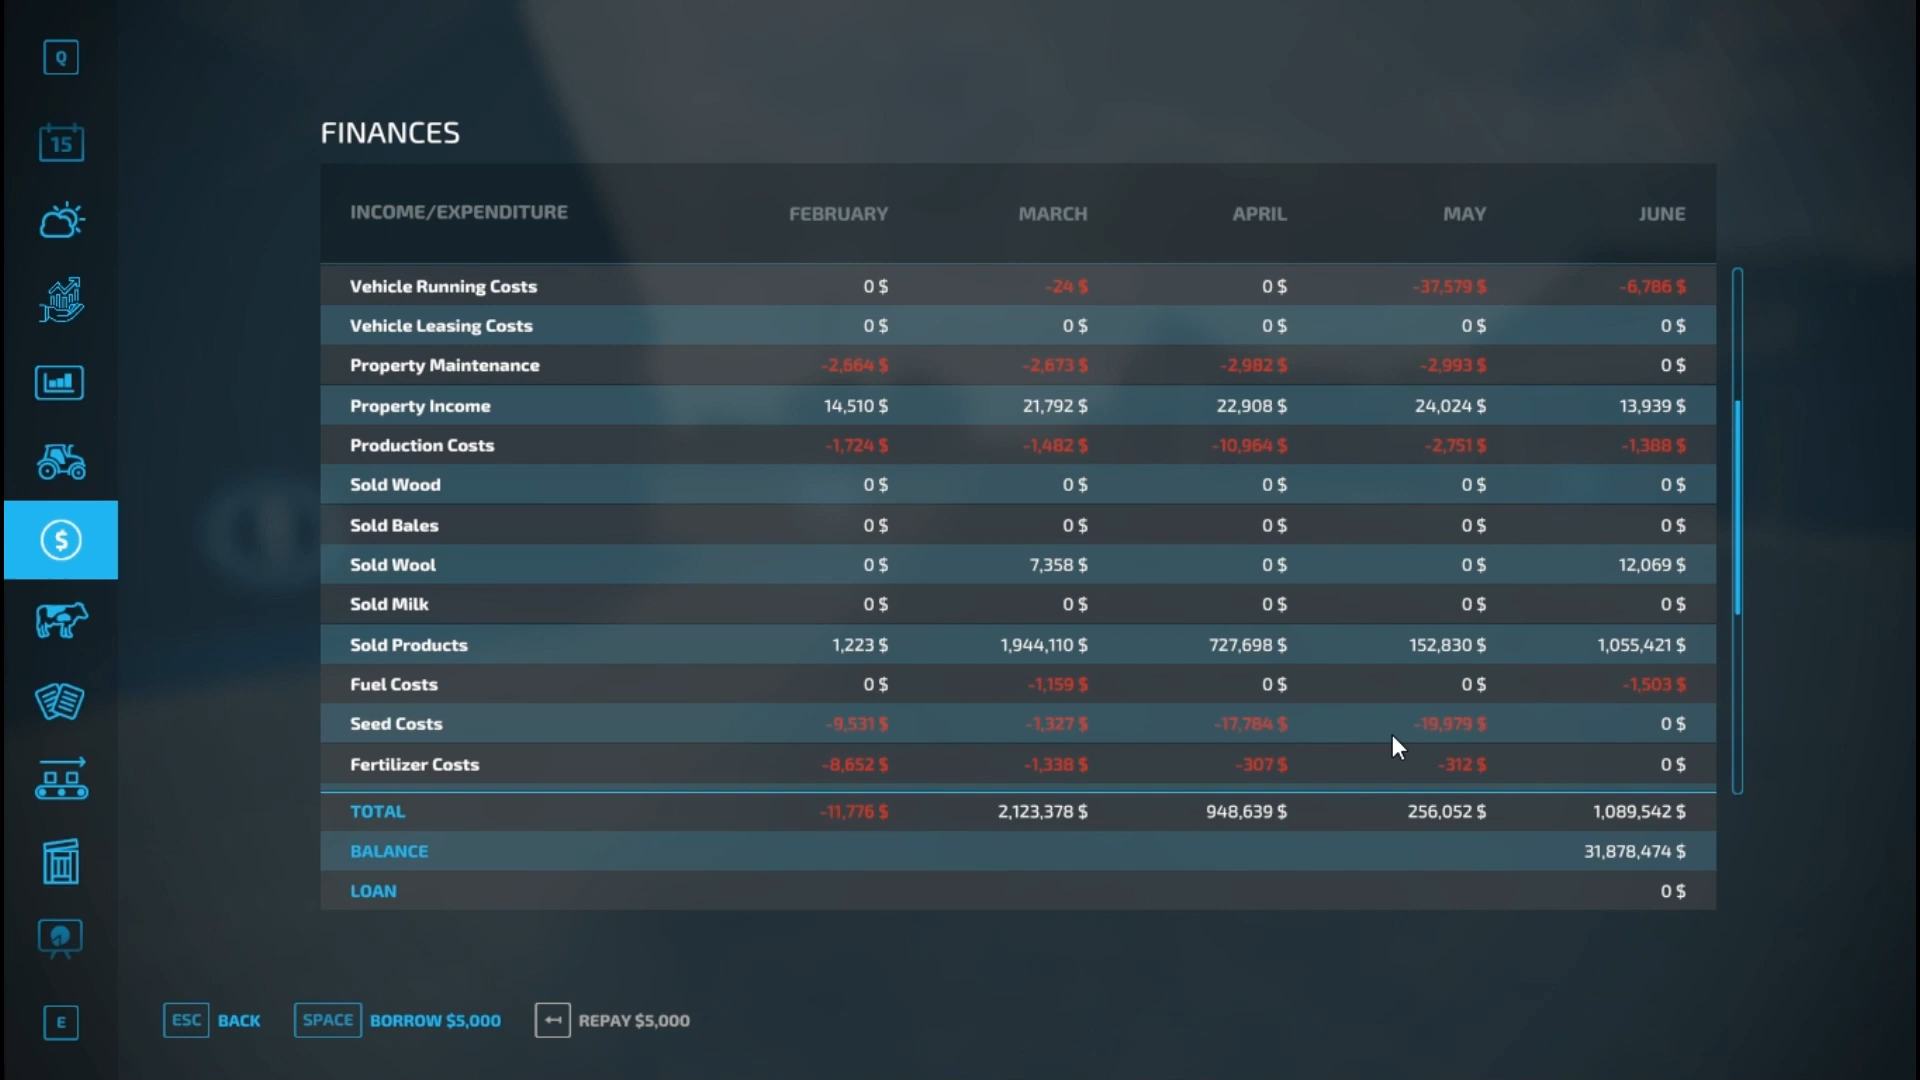 Q
15
FINANCES
INCOME/EXPENDITURE FEBRUARY MARCH APRIL MAY JUNE
Vehicle Running Costs 0 $ -24 $ 0 $ -37,579 $ -6,786 $
Vehicle Leasing Costs 0 $ 0 $ 0 $ 0 $ 0 $
Property Maintenance -2,664 $ -2,673 $ -2,982 $ -2,993 $ 0 $
Property Income 14,510 $ 21,792 $ 22,908 $ 24,024 $ 13,939 $
Production Costs -1,724 $ -1,482 $ -10,964 $ -2,751 $ -1,388 $
Sold Wood 0 $ 0 $ 0 $ 0 $ 0 $
Sold Bales 0 $ 0 $ 0 $ 0 $ 0 $
Sold Wool 0 $ 7,358 $ 0 $ 0 $ 12,069 $
Sold Milk 0 $ 0 $ 0 $ 0 $ 0 $
Sold Products 1,223 $ 1,944,110 $ 727,698 $ 152,830 $ 1,055,421 $
Fuel Costs 0 $ -1,159 $ 0 $ 0 $ -1,503 $
Seed Costs -9,531 $ -1,327 $ -17,784 $ -19,979 $ 0 $
Fertilizer Costs -8,652 $ -1,338 $ -307 $ -312 $ 0 $
TOTAL -11,776 $ 2,123,378 $ 948,639 $ 256,052 $ 1,089,542 $
BALANCE 31,878,474 $
LOAN 0 $
E
ESC BACK SPACE BORROW $5,000 REPAY $5,000